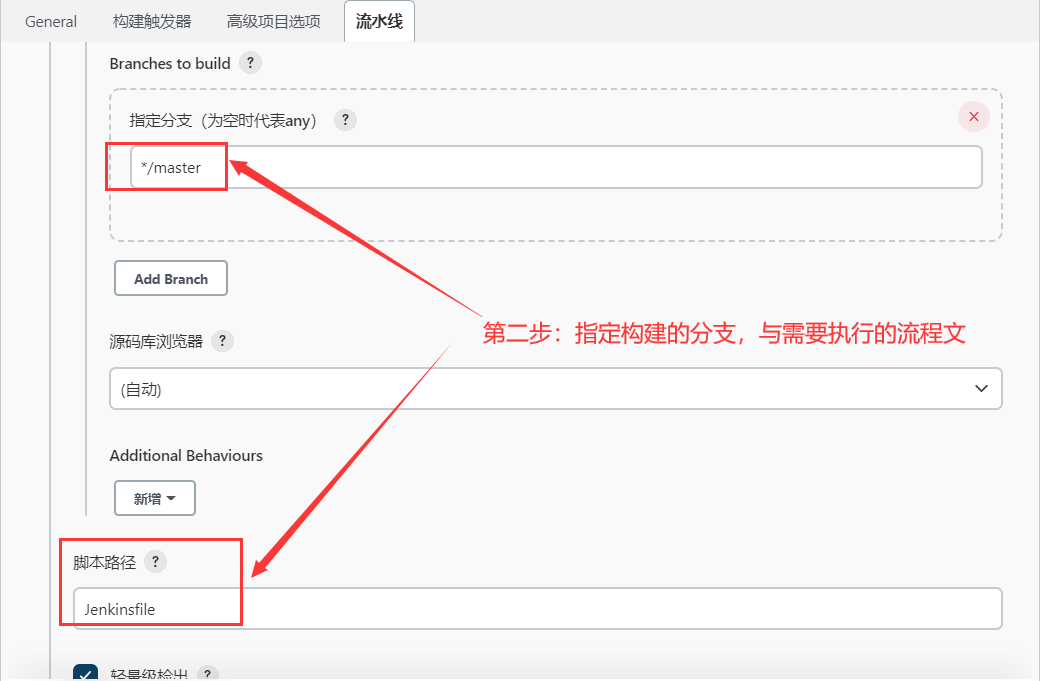 General 构建触发器 高级项目选项 流水线
Branches to build ?
指定分支（为空时代表any） ?
*/master
Add Branch
第二步：指定构建的分支，与需要执行的流程文
源码库浏览器 ?
(自动)
Additional Behaviours
新增
脚本路径 ?
Jenkinsfile
轻量级检出 ?